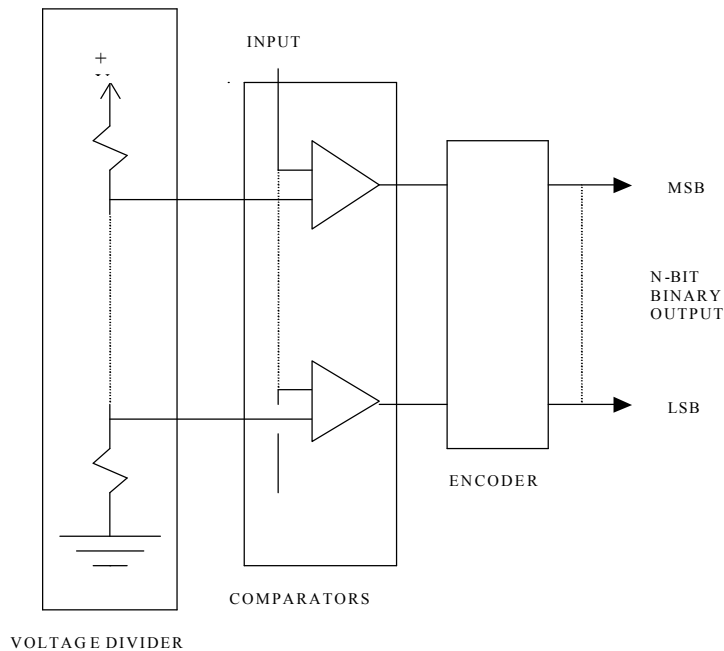 INPUT
+
MSB
N-BIT
BINARY
OUTPUT
LSB
ENCODER
COMPARATORS
VOLTAGE DIVIDER